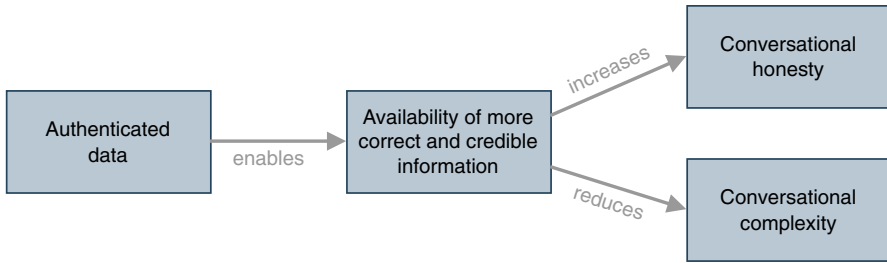 Authenticated
data
enables
Availability of more
correct and credible
information
increases
Conversational
honesty
reduces
Conversational
complexity